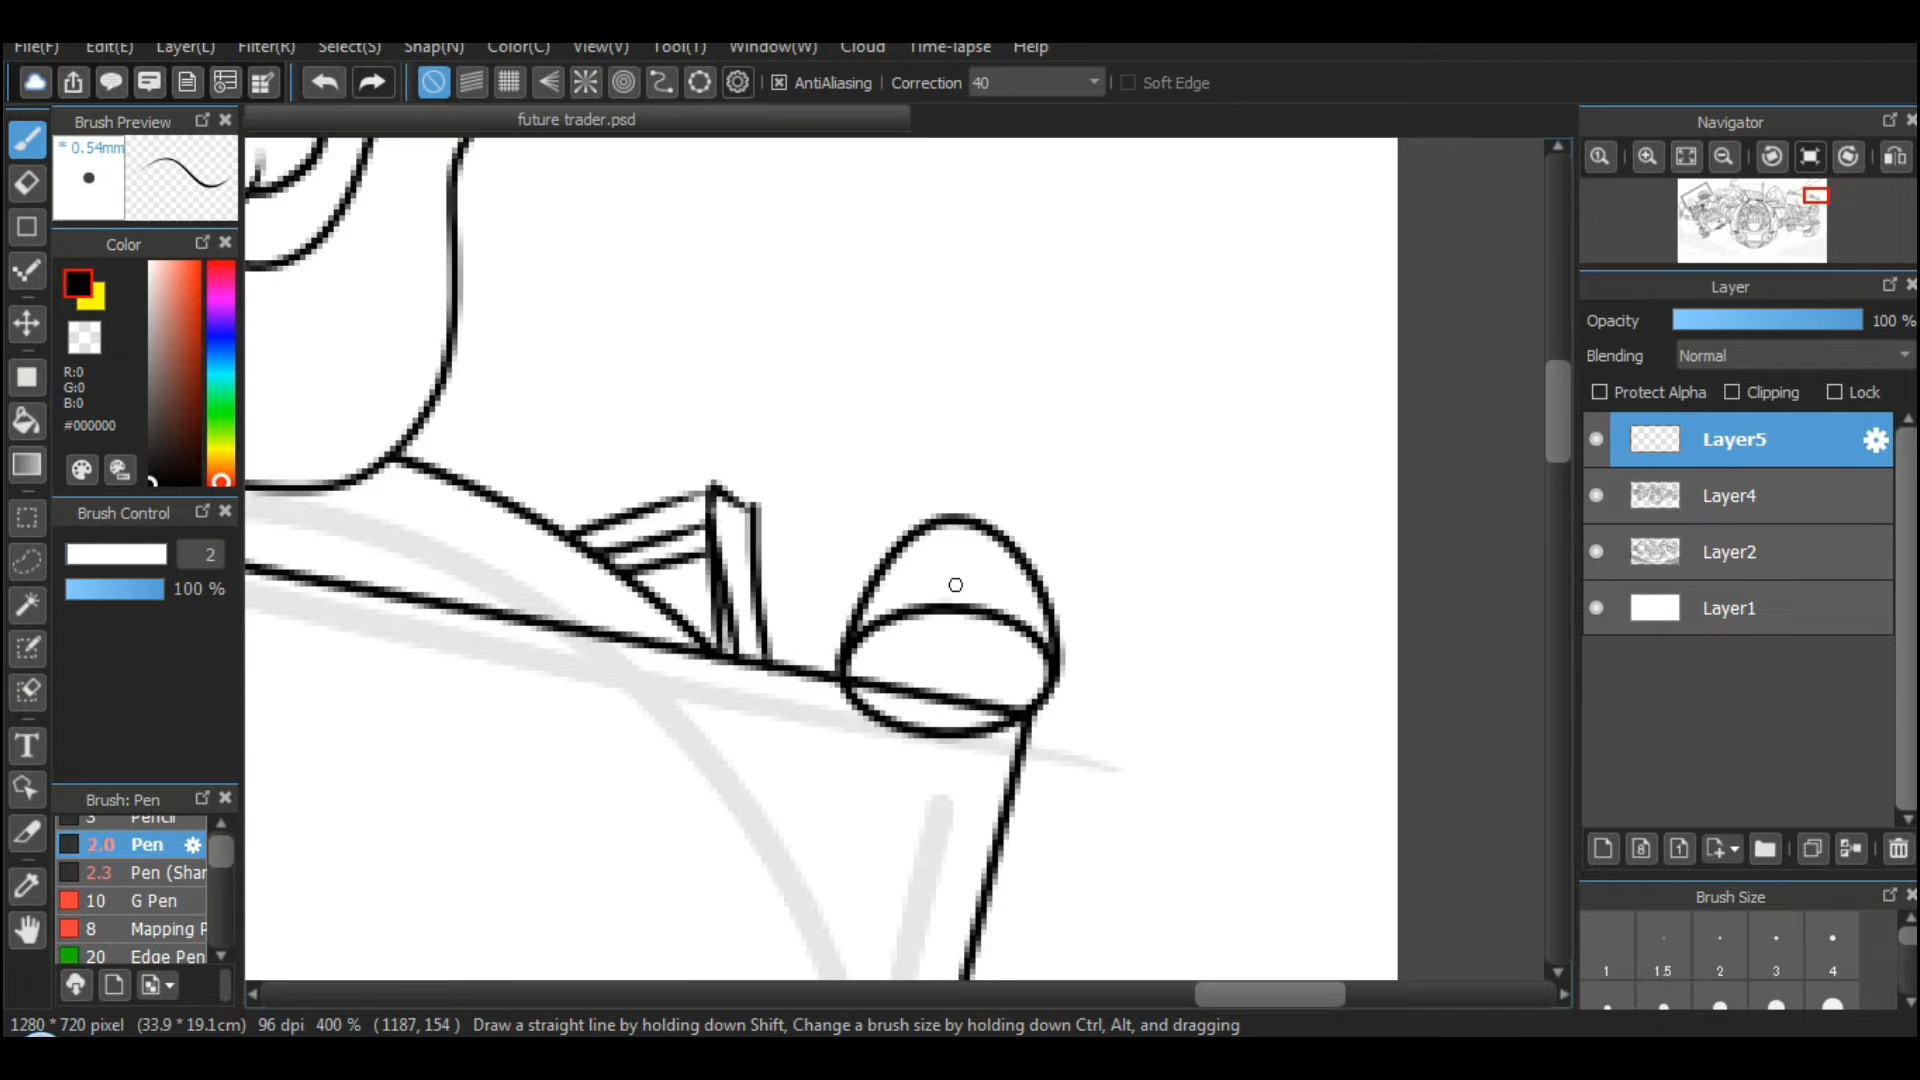 File(F) Edit(E) Layer(L) Filter(R) Select(S) Snap(N) Color(C) View(V) Tool(T) Window(W) Cloud Time-lapse Help
AntiAliasing Correction 40 Soft Edge
future trader.psd
Brush Preview
* 0.54mm
Color
R:0
G:0
B:0
#000000
Brush Control
2
100 %
Brush: Pen
3 Pencil
2.0 Pen
2.3 Pen (Shar
10 G Pen
8 Mapping P
20 Edge Pen
Navigator
Layer
Opacity 100 %
Blending Normal
Protect Alpha Clipping Lock
Layer5
Layer4
Layer2
Layer1
Brush Size
1 1.5 2 3 4
1280 * 720 pixel (33.9 * 19.1cm) 96 dpi 400 % (1187, 154 ) Draw a straight line by holding down Shift, Change a brush size by holding down Ctrl, Alt, and dragging